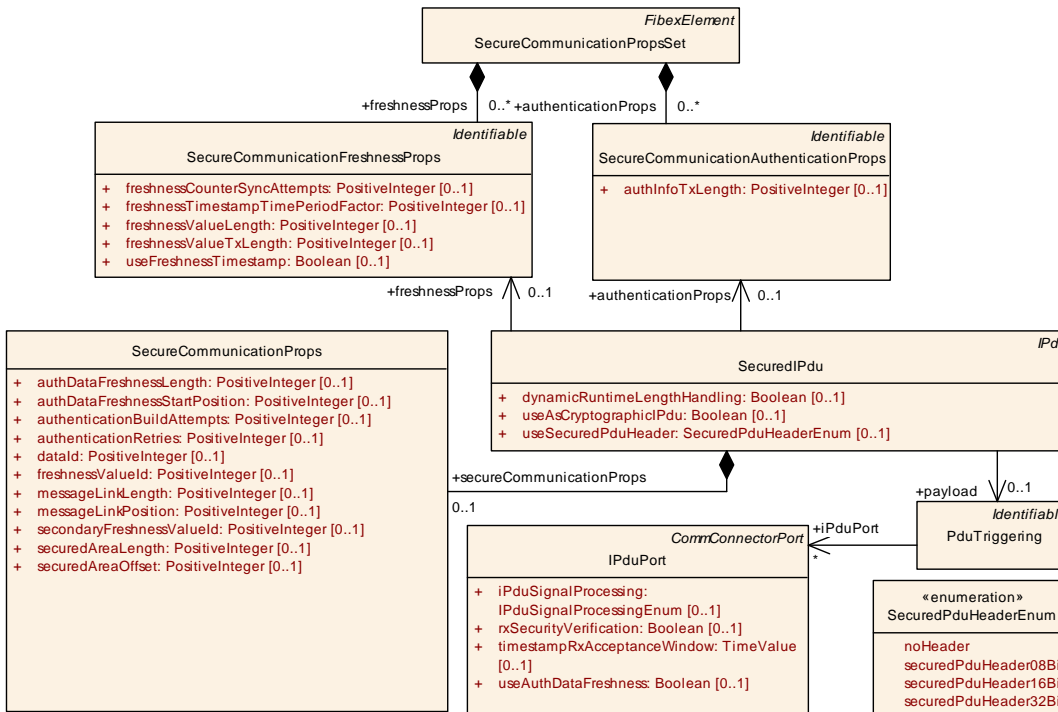 FibexElement
SecureCommunicationPropsSet
+freshnessProps 0..* +authenticationProps 0..*
Identifiable
SecureCommunicationFreshnessProps
+ freshnessCounterSyncAttempts: PositiveInteger [0..1]
+ freshnessTimestampTimePeriodFactor: PositiveInteger [0..1]
+ freshnessValueLength: PositiveInteger [0..1]
+ freshnessValueTxLength: PositiveInteger [0..1]
+ useFreshnessTimestamp: Boolean [0..1]
Identifiable
SecureCommunicationAuthenticationProps
+ authInfoTxLength: PositiveInteger [0..1]
+freshnessProps 0..1 +authenticationProps 0..1
SecureCommunicationProps
+ authDataFreshnessLength: PositiveInteger [0..1]
+ authDataFreshnessStartPosition: PositiveInteger [0..1]
+ authenticationBuildAttempts: PositiveInteger [0..1]
+ authenticationRetries: PositiveInteger [0..1]
+ dataId: PositiveInteger [0..1]
+ freshnessValueId: PositiveInteger [0..1]
+ messageLinkLength: PositiveInteger [0..1]
+ messageLinkPosition: PositiveInteger [0..1]
+ secondaryFreshnessValueId: PositiveInteger [0..1]
+ securedAreaLength: PositiveInteger [0..1]
+ securedAreaOffset: PositiveInteger [0..1]
IPd
SecuredIPdu
+ dynamicRuntimeLengthHandling: Boolean [0..1]
+ useAsCryptographicIPdu: Boolean [0..1]
+ useSecuredPduHeader: SecuredPduHeaderEnum [0..1]
+secureCommunicationProps
0..1
+payload 0..1
Identifiabl
PduTriggering
+iPduPort
*
CommConnectorPort
IPduPort
+ iPduSignalProcessing:
IPduSignalProcessingEnum [0..1]
+ rxSecurityVerification: Boolean [0..1]
+ timestampRxAcceptanceWindow: TimeValue
[0..1]
+ useAuthDataFreshness: Boolean [0..1]
«enumeration»
SecuredPduHeaderEnum
noHeader
securedPduHeader08Bi
securedPduHeader16Bi
securedPduHeader32Bi